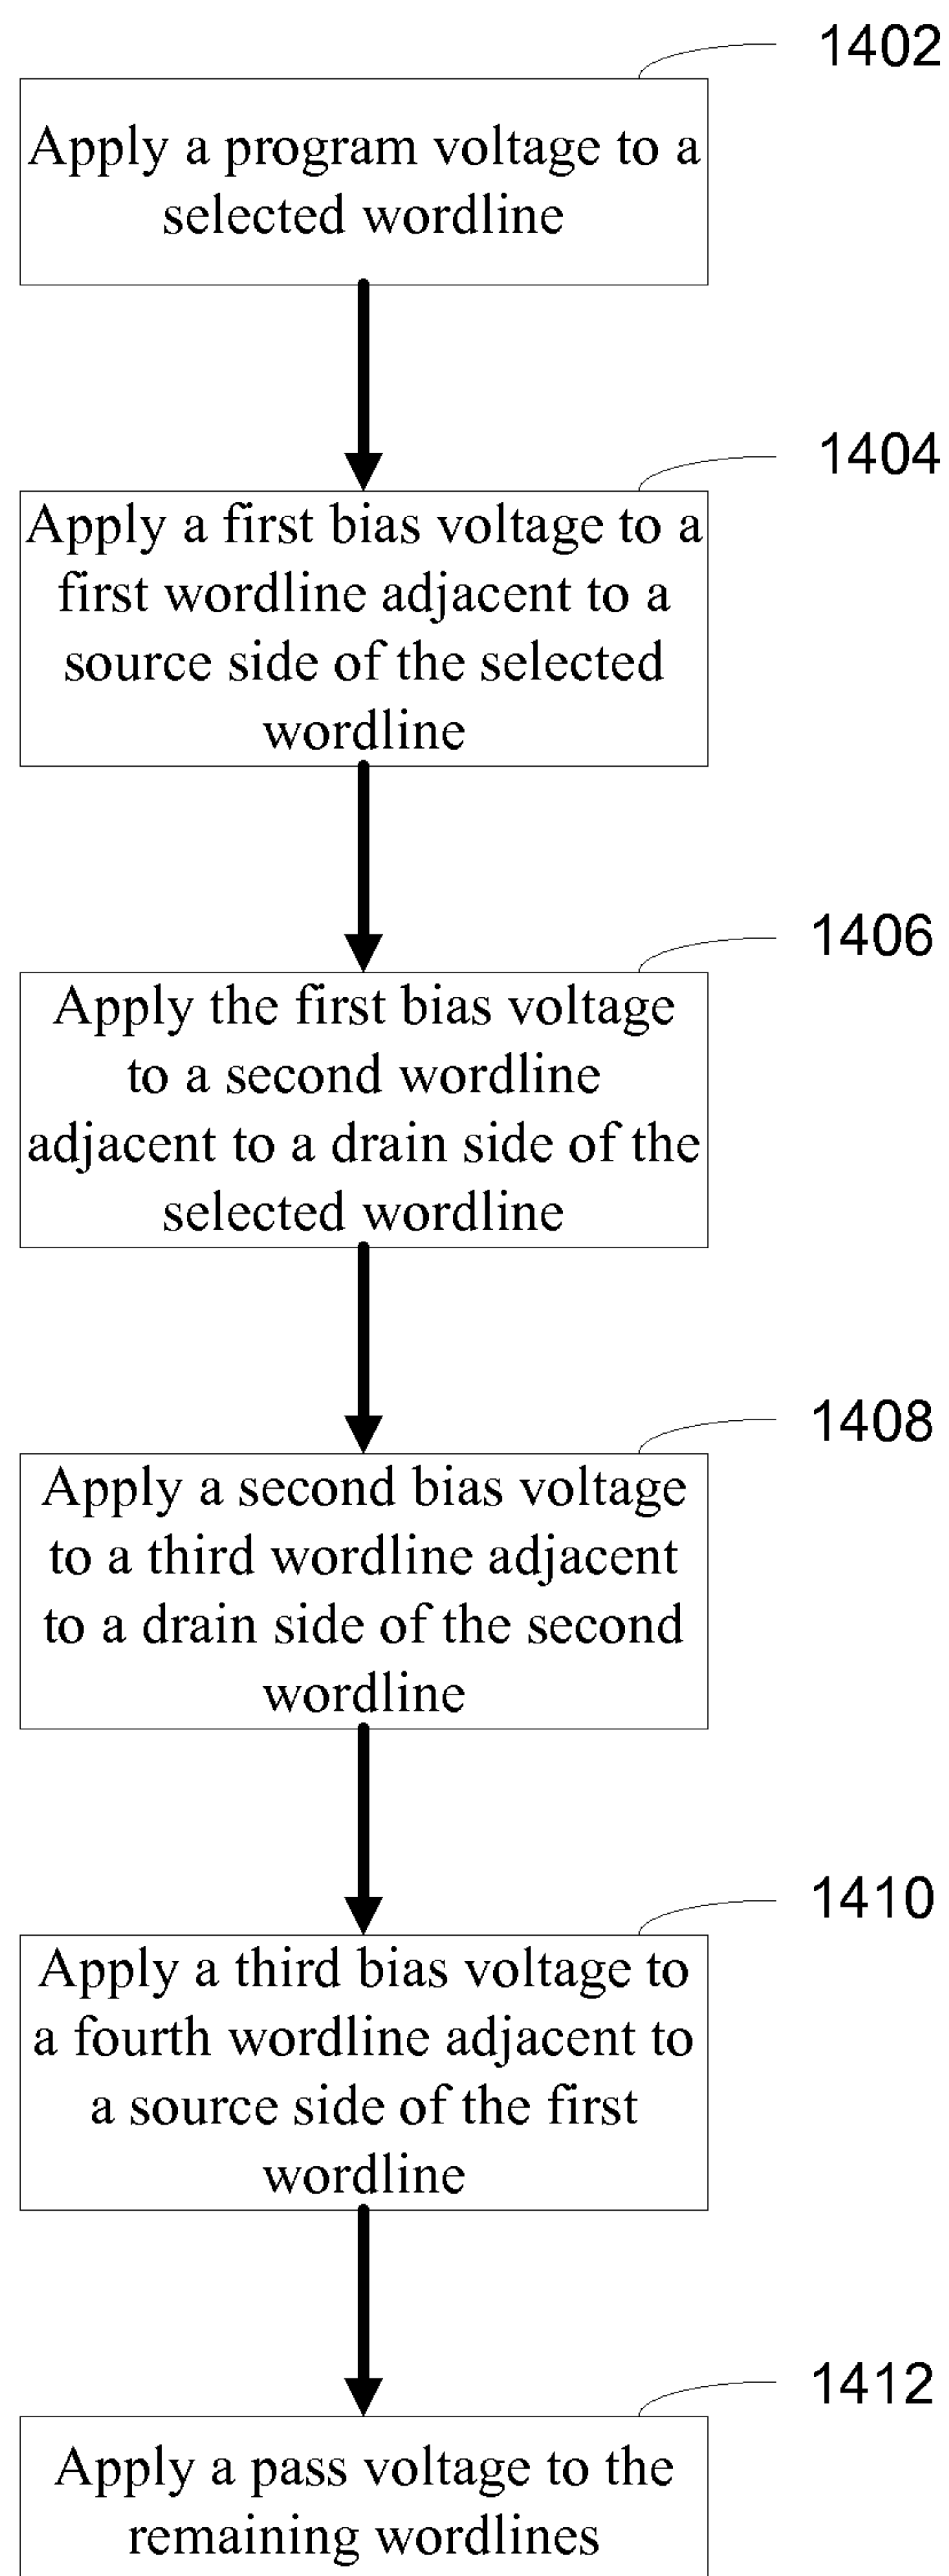 1402
Apply a program voltage to a
selected wordline
1404
Apply a first bias voltage to a
first wordline adjacent to a
source side of the selected
wordline
1406
Apply the first bias voltage
to a second wordline
adjacent to a drain side of the
selected wordline
1408
Apply a second bias voltage
to a third wordline adjacent
to a drain side of the second
wordline
1410
Apply a third bias voltage to
a fourth wordline adjacent to
a source side of the first
wordline
1412
Apply a pass voltage to the
remaining wordlines